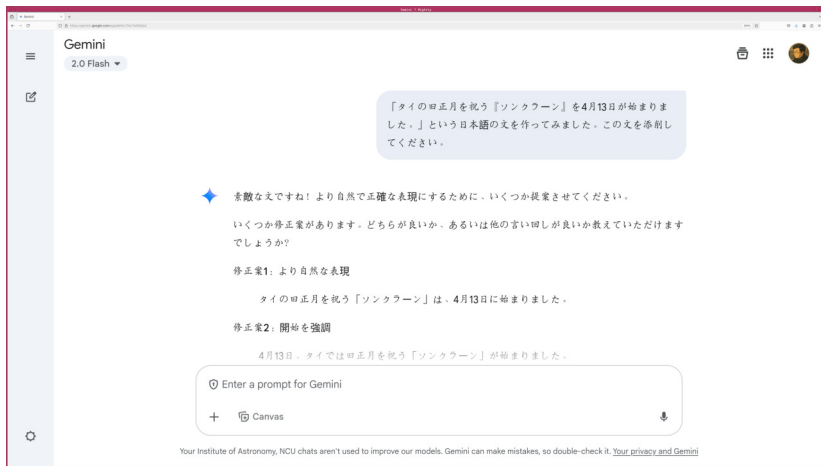 Gemini
2.0 Flash
「タイの旧正月を祝う『ソンクラーン』を4月13日が始まりま
した。」という日本語の文を作ってみました。この文を添削し
てください。
素敵な文ですね！より自然で正確な表現にするために、いくつか提案させてください。
いくつか修正案があります。どちらが良いか、あるいは他の言い回しが良いか教えていただけます
でしょうか？
修正案1：より自然な表現
タイの旧正月を祝う「ソンクラーン」は、4月13日に始まりました。
修正案2：開始を強調
4月13日、タイでは旧正月を祝う「ソンクラーン」が始まりました。
Enter a prompt for Gemini
Canvas
Your Institute of Astronomy, NCU chats aren't used to improve our models. Gemini can make mistakes, so double-check it. Your privacy and Gemini